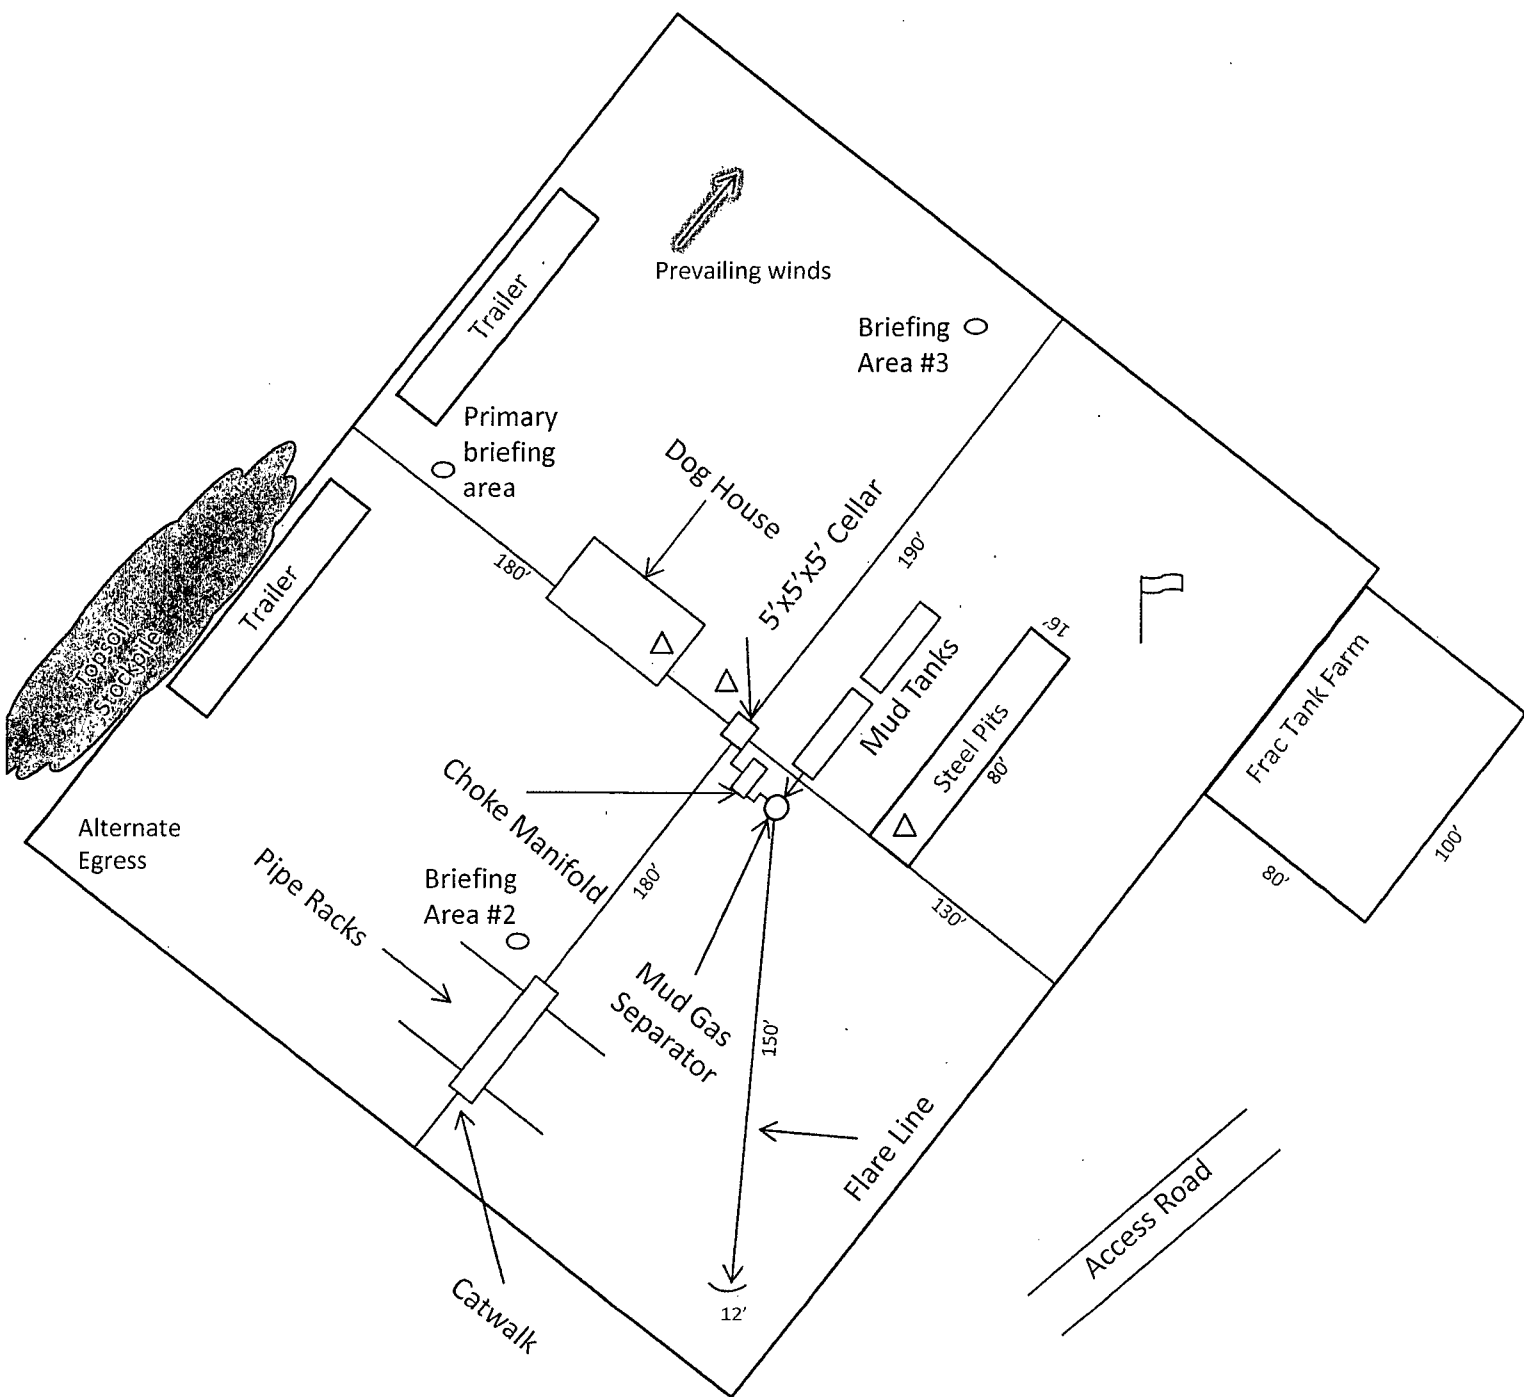 Prevailing winds
Trailer
Briefing
Area #3
Primary
briefing
area
Dog House
5'x5'x5' Cellar
190'
180'
Trailer
Topsoil
Stockpile
16'
Mud Tanks
Steel Pits
80'
Frac Tank Farm
Choke Manifold
Alternate
Egress
Pipe Racks
Briefing
Area #2
180'
130'
80'
100'
Mud Gas
Separator
150'
Flare Line
Access Road
Catwalk
12'